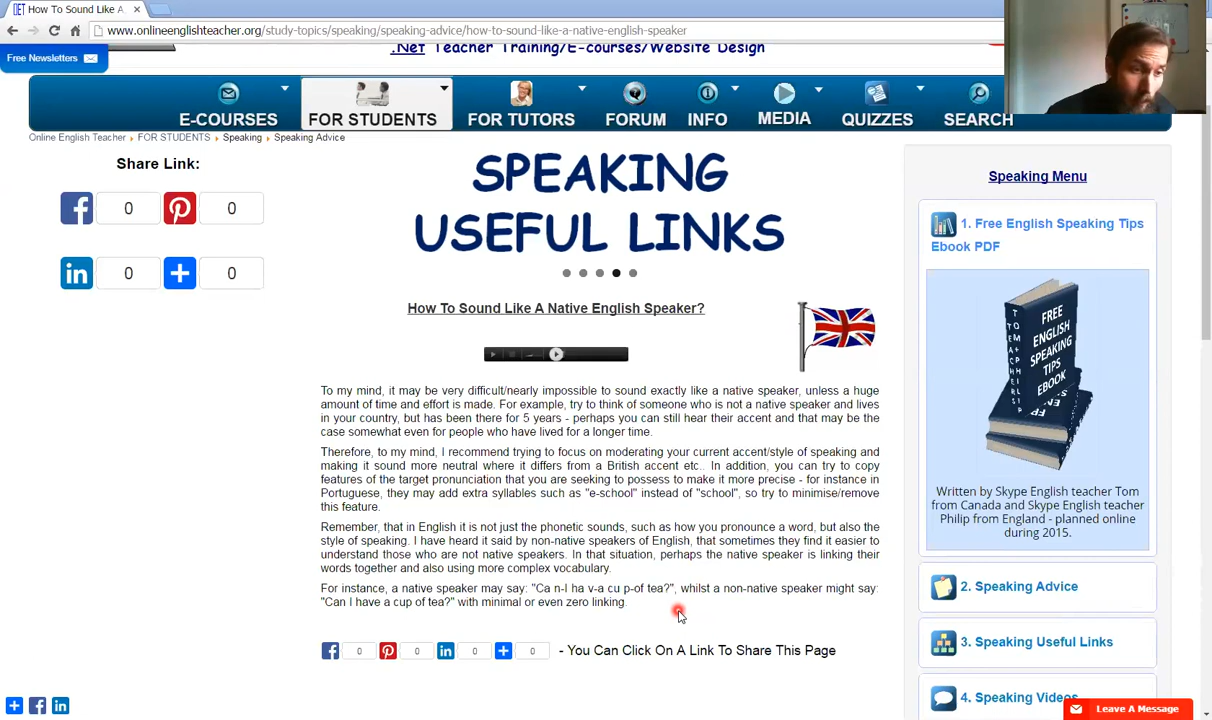 How To Sound Like A
www.onlineenglishteacher.org/study-topics/speaking/speaking-advice/how-to-sound-like-a-native-english-speaker
.Net Teacher Training/E-courses/Website Design
Free Newsletters
E-COURSES
FOR STUDENTS
FOR TUTORS
FORUM
INFO
MEDIA
QUIZZES
SEARCH
Online English Teacher FOR STUDENTS Speaking Speaking Advice
Share Link:
0
0
0
0
SPEAKING
USEFUL LINKS
How To Sound Like A Native English Speaker?
To my mind, it may be very difficult/nearly impossible to sound exactly like a native speaker, unless a huge
amount of time and effort is made. For example, try to think of someone who is not a native speaker and lives
in your country, but has been there for 5 years - perhaps you can still hear their accent and that may be the
case somewhat even for people who have lived for a longer time.
Therefore, to my mind, I recommend trying to focus on moderating your current accent/style of speaking and
making it sound more neutral where it differs from a British accent etc.. In addition, you can try to copy
features of the target pronunciation that you are seeking to possess to make it more precise - for instance in
Portuguese, they may add extra syllables such as "e-school" instead of "school", so try to minimise/remove
this feature.
Remember, that in English it is not just the phonetic sounds, such as how you pronounce a word, but also the
style of speaking. I have heard it said by non-native speakers of English, that sometimes they find it easier to
understand those who are not native speakers. In that situation, perhaps the native speaker is linking their
words together and also using more complex vocabulary.
For instance, a native speaker may say: "Ca n-I ha v-a cu p-of tea?", whilst a non-native speaker might say:
"Can I have a cup of tea?" with minimal or even zero linking.
0
0
0
0
- You Can Click On A Link To Share This Page
Speaking Menu
1. Free English Speaking Tips
Ebook PDF
FREE
ENGLISH
SPEAKING
TIPS
EBOOK
Written by Skype English teacher Tom
from Canada and Skype English teacher
Philip from England - planned online
during 2015.
2. Speaking Advice
3. Speaking Useful Links
4. Speaking Videos
Leave A Message